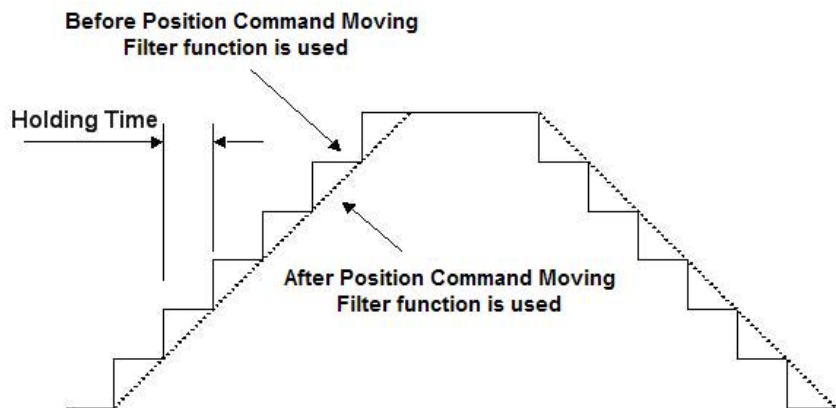 Before Position Command Moving
Filter function is used
Holding Time
After Position Command Moving
Filter function is used